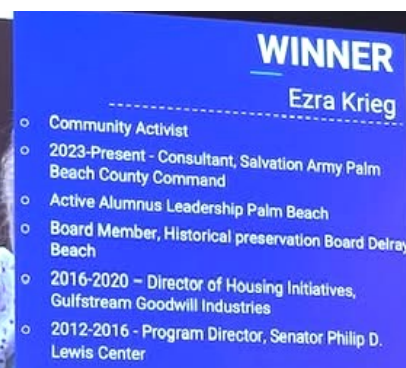 WINNER
Ezra Krieg
Community Activist
2023-Present - Consultant, Salvation Army Palm
Beach County Command
Active Alumnus Leadership Palm Beach
Board Member, Historical preservation Board Delray
Beach
2016-2020 – Director of Housing Initiatives,
Gulfstream Goodwill Industries
2012-2016 - Program Director, Senator Philip D.
Lewis Center